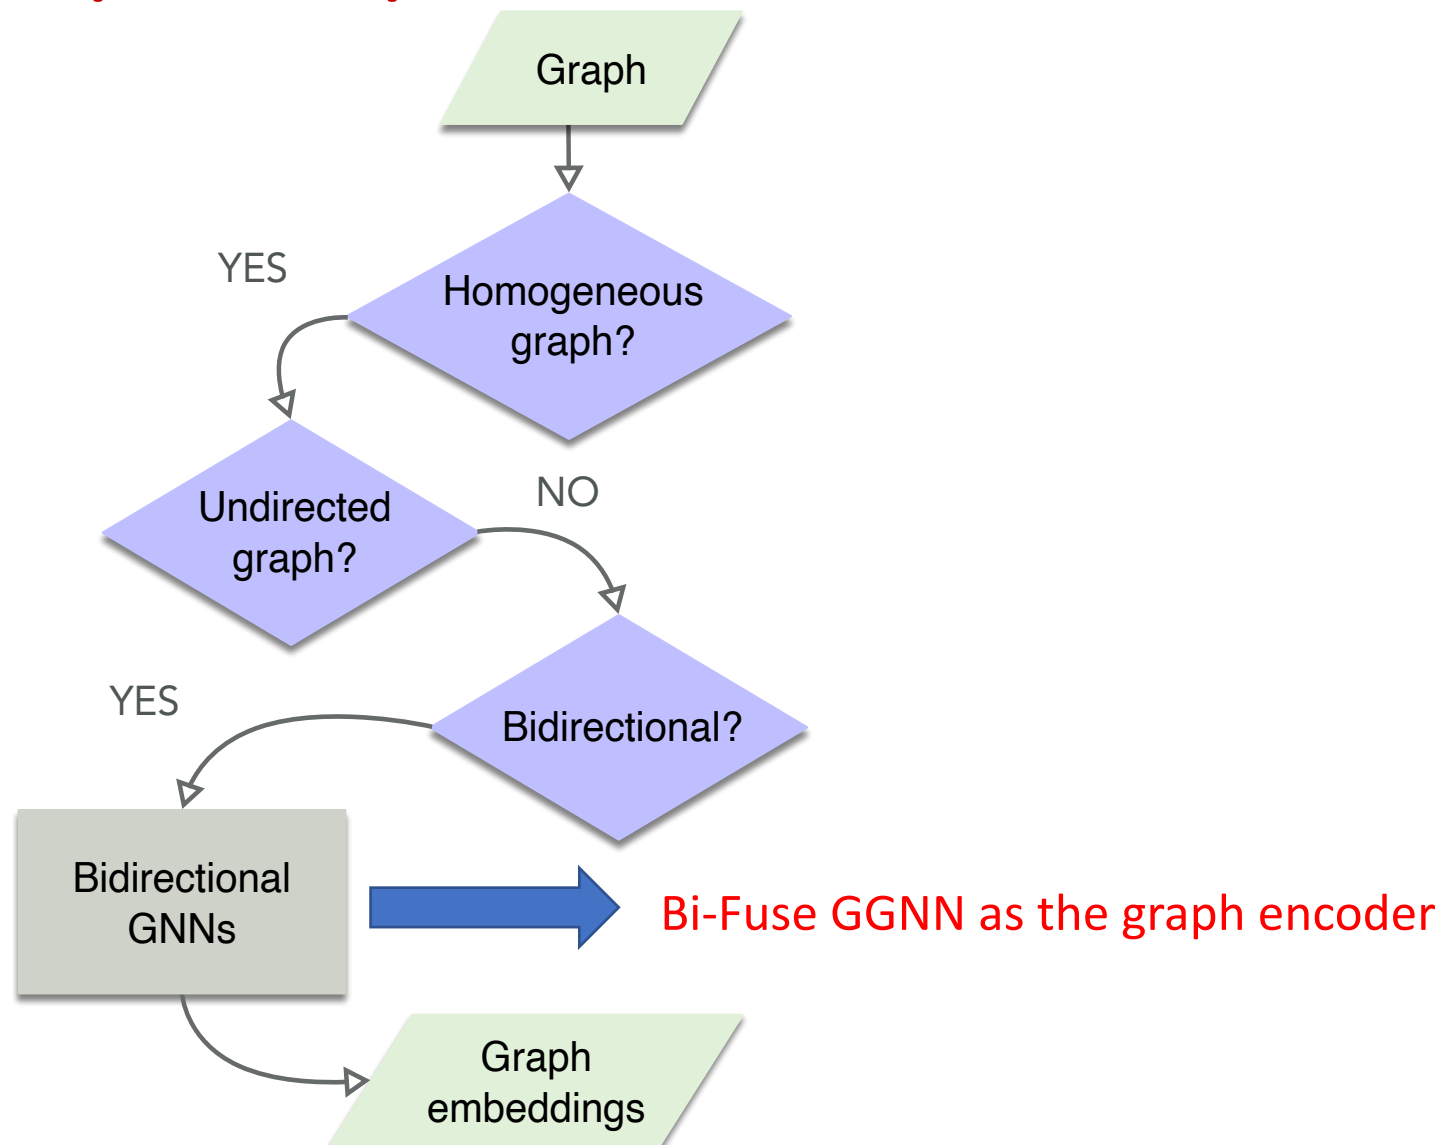 Graph
YES
Homogeneous
graph?
Undirected
graph?
NO
YES
Bidirectional?
Bidirectional
GNNs
Bi-Fuse GGNN as the graph encoder
Graph
embeddings